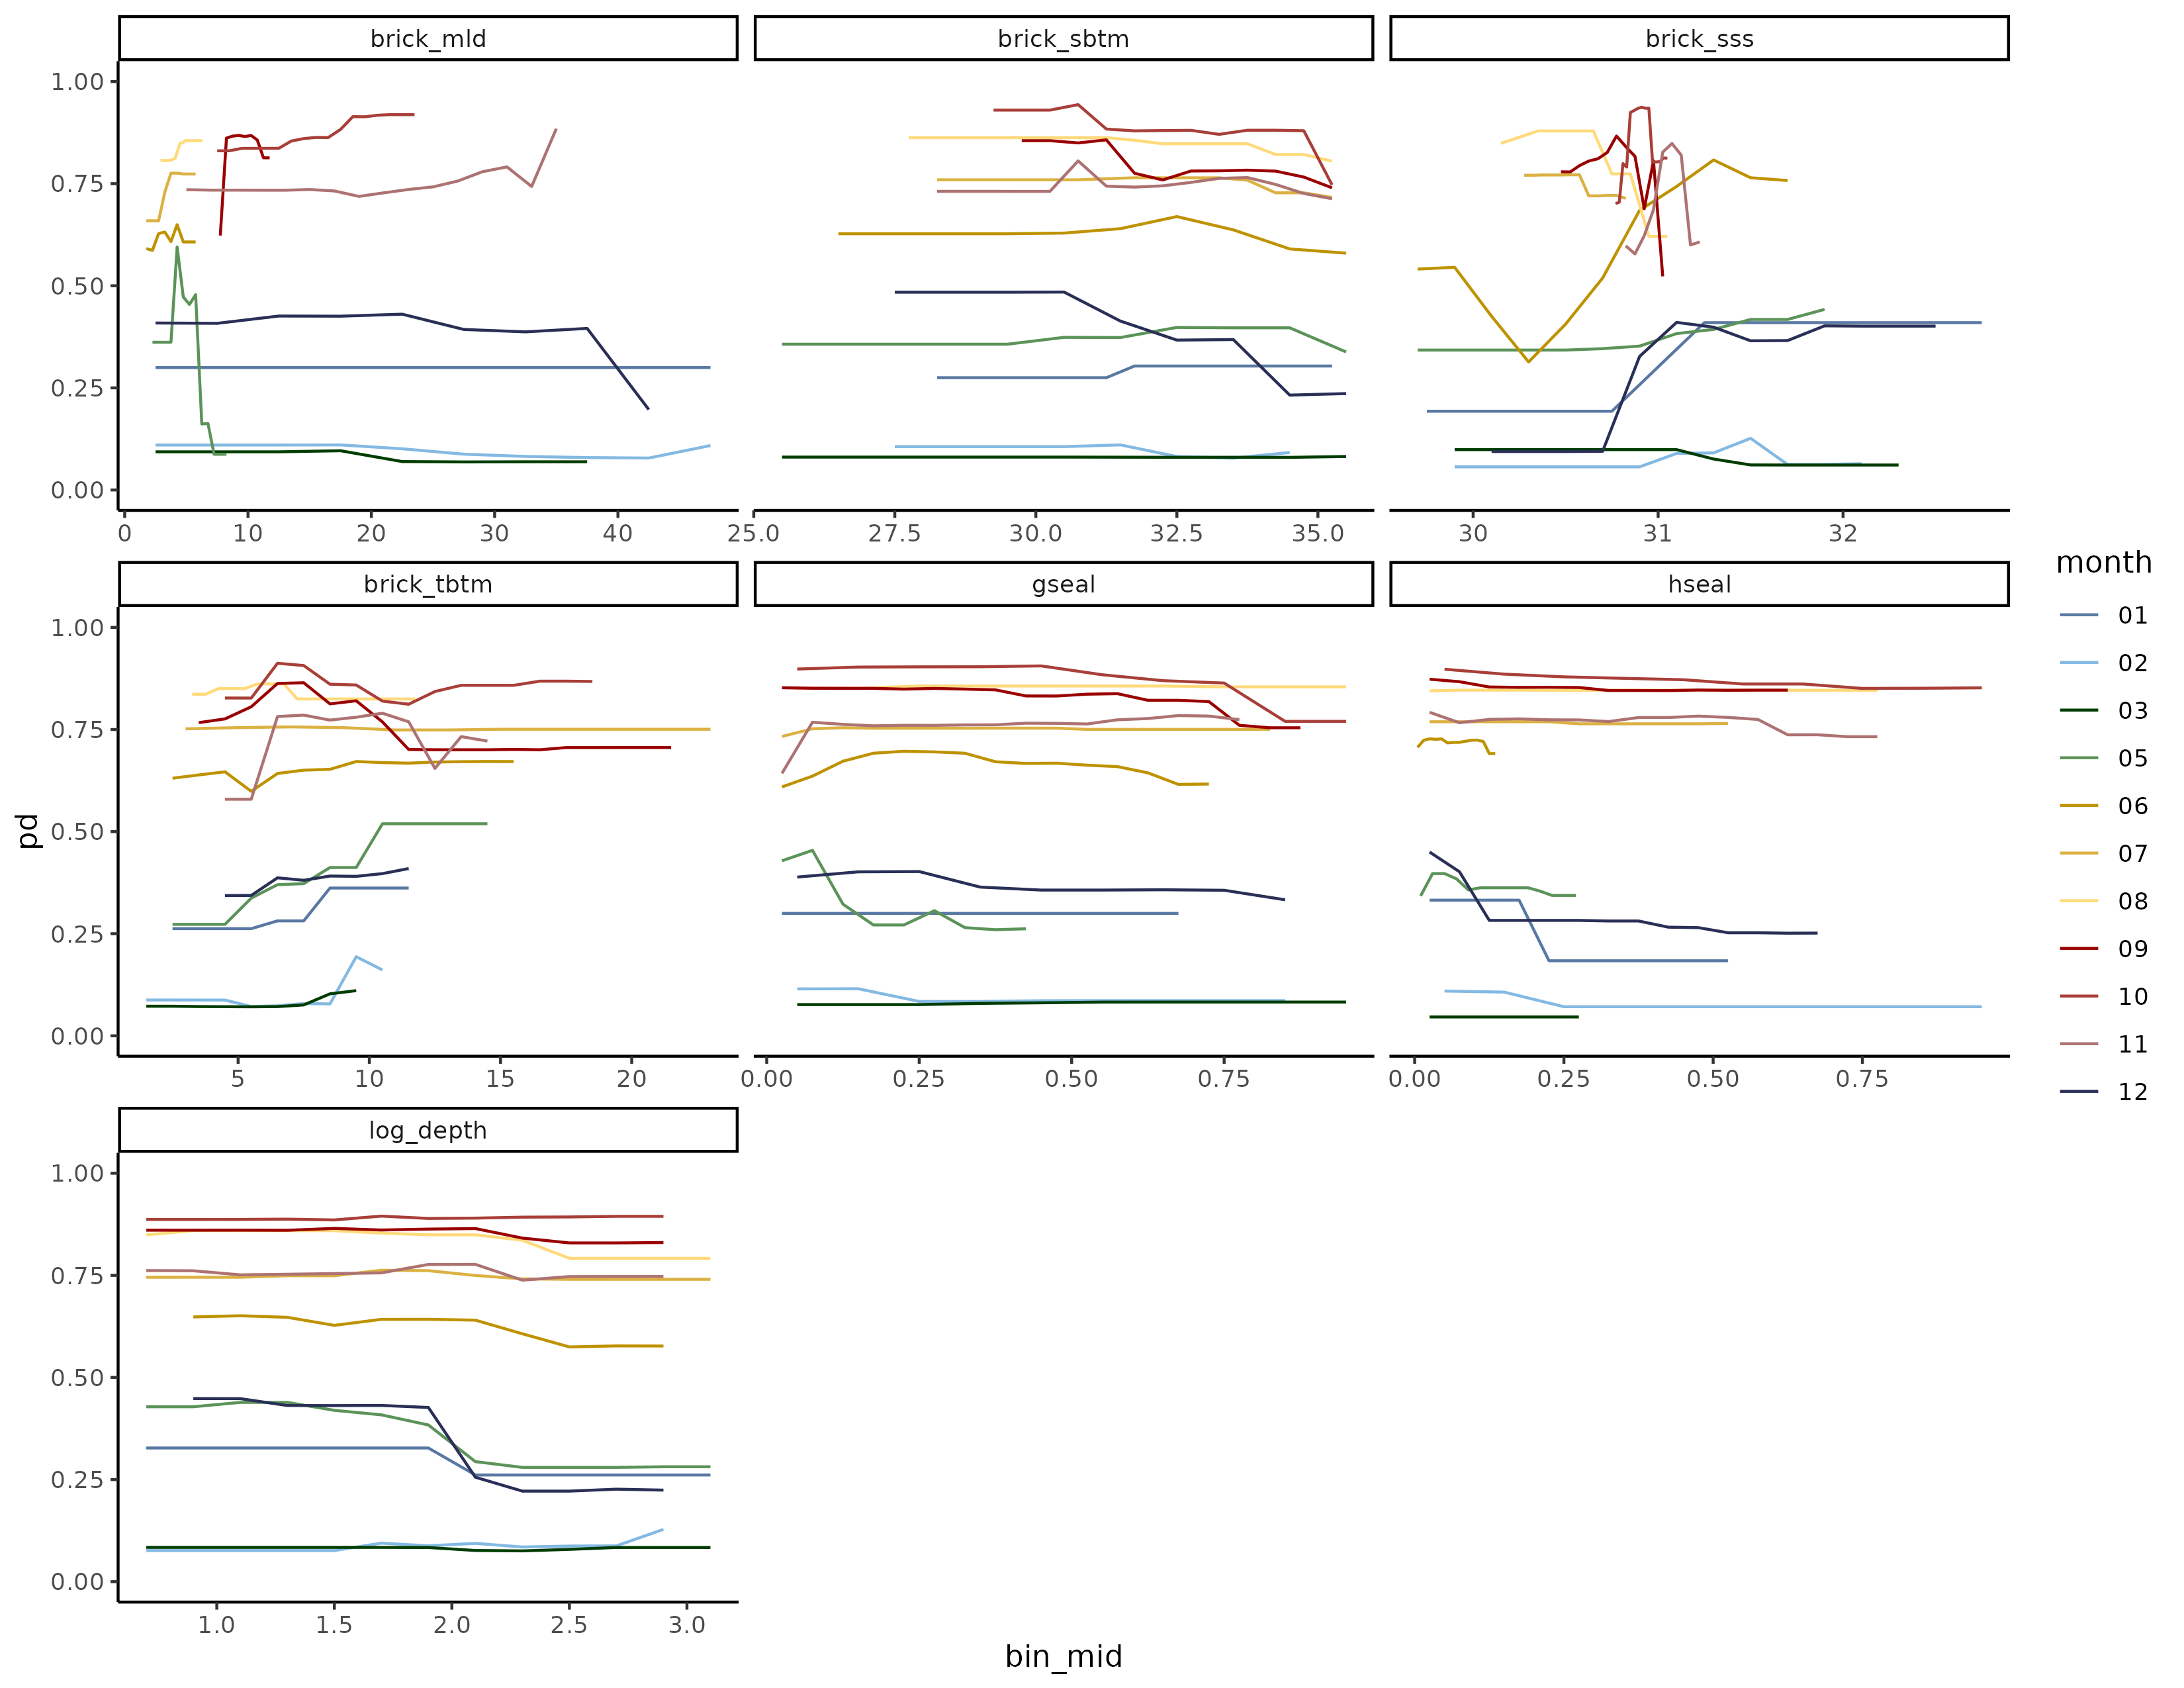 brick_mld brick_sbtm brick_sss
1.00
0.75
0.50
0.25
0.00
0 10 20 30 40 25.0 27.5 30.0 32.5 35.0 30 31 32
brick_tbtm gseal hseal
1.00
0.75
0.50
0.25
0.00
5 10 15 20 0.00 0.25 0.50 0.75 0.00 0.25 0.50 0.75
log_depth
1.00
0.75
0.50
0.25
0.00
1.0 1.5 2.0 2.5 3.0
pd
bin_mid
month
01
02
03
05
06
07
08
09
10
11
12